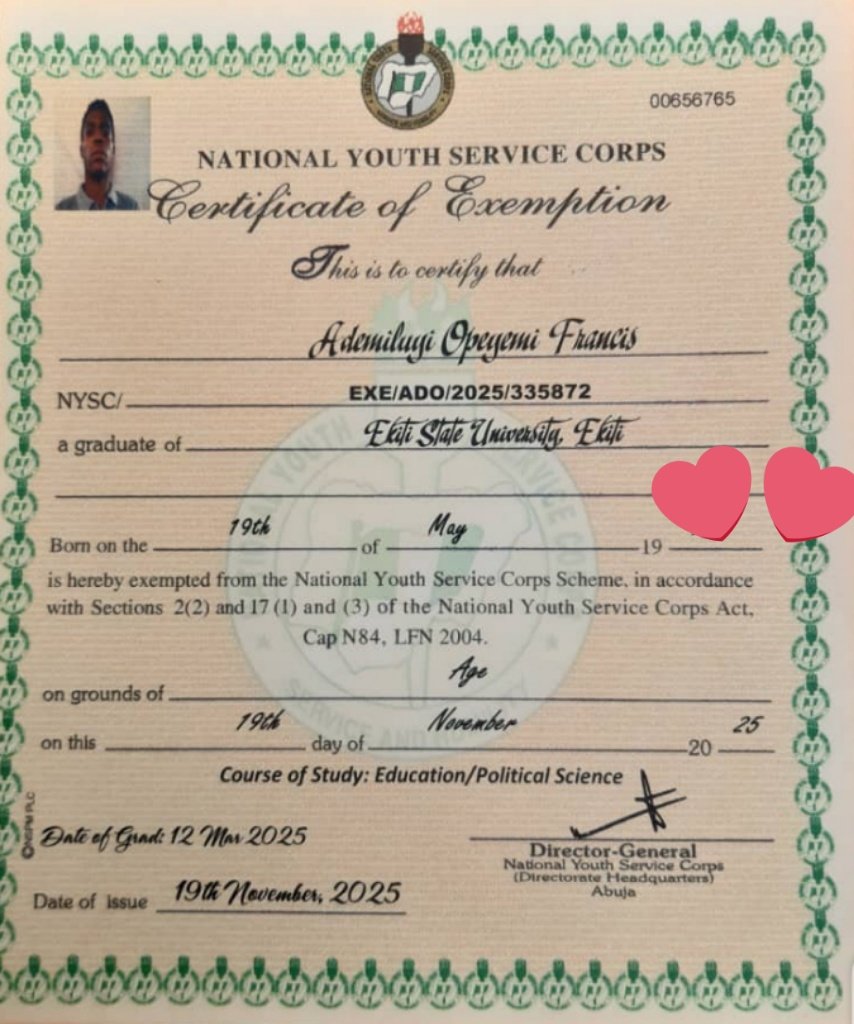 00656765
NATIONAL YOUTH SERVICE CORPS
Certificate of Exemption
This is to certify that
Ademiluyi Opeyemi Francis
NYSC/ EXE/ADO/2025/335872
a graduate of Ekiti State University, Ekiti
Born on the 19th of May 19
is hereby exempted from the National Youth Service Corps Scheme, in accordance
with Sections 2(2) and 17 (1) and (3) of the National Youth Service Corps Act,
Cap N84, LFN 2004.
on grounds of Age
on this 19th day of November 20 25
Course of Study: Education/Political Science
©NSPM PLC
Date of Grad: 12 Mar 2025
Director-General
National Youth Service Corps
(Directorate Headquarters)
Abuja
Date of issue 19th November, 2025